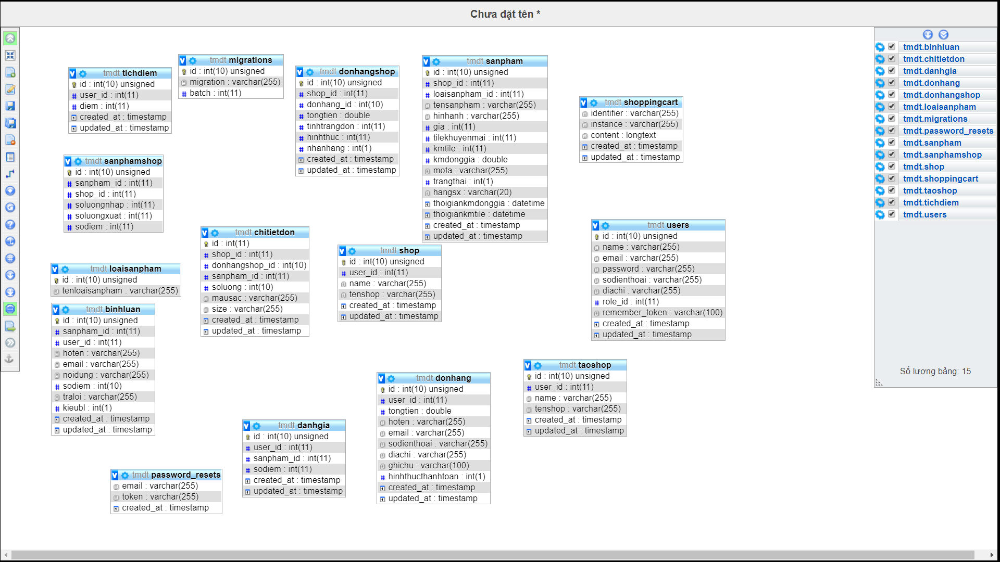 Chưa đặt tên *
tmdt tichdiem
id : int(10) unsigned
user_id : int(11)
diem : int(11)
created_at : timestamp
updated_at : timestamp
tmdt migrations
id : int(10) unsigned
migration : varchar(255)
batch : int(11)
tmdt donhangshop
id : int(10) unsigned
shop_id : int(11)
donhang_id : int(10)
tongtien : double
tinhtrangdon : int(11)
hinhthuc : int(11)
nhanhang : int(1)
created_at : timestamp
updated_at : timestamp
tmdt sanpham
id : int(10) unsigned
shop_id : int(11)
loaisanpham_id : int(11)
tensanpham : varchar(255)
hinhanh : varchar(255)
gia : int(11)
tilekhuyenmai : int(11)
kmtile : int(11)
kmdonggia : double
mota : varchar(255)
trangthai : int(1)
hangsx : varchar(20)
thoigiankmdonggia : datetime
thoigiankmtile : datetime
created_at : timestamp
updated_at : timestamp
tmdt shoppingcart
identifier : varchar(255)
instance : varchar(255)
content : longtext
created_at : timestamp
updated_at : timestamp
tmdt sanphamshop
id : int(10) unsigned
sanpham_id : int(11)
shop_id : int(11)
soluongnhap : int(11)
soluongxuat : int(11)
sodiem : int(11)
tmdt chitietdon
id : int(11)
shop_id : int(11)
donhangshop_id : int(10)
sanpham_id : int(11)
soluong : int(10)
mausac : varchar(255)
size : varchar(255)
created_at : timestamp
updated_at : timestamp
tmdt shop
id : int(10) unsigned
user_id : int(11)
name : varchar(255)
tenshop : varchar(255)
created_at : timestamp
updated_at : timestamp
tmdt users
id : int(10) unsigned
name : varchar(255)
email : varchar(255)
password : varchar(255)
sodienthoai : varchar(255)
diachi : varchar(255)
role_id : int(11)
remember_token : varchar(100)
created_at : timestamp
updated_at : timestamp
tmdt loaisanpham
id : int(10) unsigned
tenloaisanpham : varchar(255)
tmdt binhluan
id : int(10) unsigned
sanpham_id : int(11)
user_id : int(11)
hoten : varchar(255)
email : varchar(255)
noidung : varchar(255)
sodiem : int(10)
traloi : varchar(255)
kieubl : int(1)
created_at : timestamp
updated_at : timestamp
tmdt donhang
id : int(10) unsigned
user_id : int(11)
tongtien : double
hoten : varchar(255)
email : varchar(255)
sodienthoai : varchar(255)
diachi : varchar(255)
ghichu : varchar(100)
hinhthucthanhtoan : int(1)
created_at : timestamp
updated_at : timestamp
tmdt taoshop
id : int(10) unsigned
user_id : int(11)
name : varchar(255)
tenshop : varchar(255)
created_at : timestamp
updated_at : timestamp
tmdt danhgia
id : int(10) unsigned
user_id : int(11)
sanpham_id : int(11)
sodiem : int(11)
created_at : timestamp
updated_at : timestamp
tmdt password_resets
email : varchar(255)
token : varchar(255)
created_at : timestamp
tmdt.binhluan
tmdt.chitietdon
tmdt.danhgia
tmdt.donhang
tmdt.donhangshop
tmdt.loaisanpham
tmdt.migrations
tmdt.password_resets
tmdt.sanpham
tmdt.sanphamshop
tmdt.shop
tmdt.shoppingcart
tmdt.taoshop
tmdt.tichdiem
tmdt.users
Số lượng bảng: 15